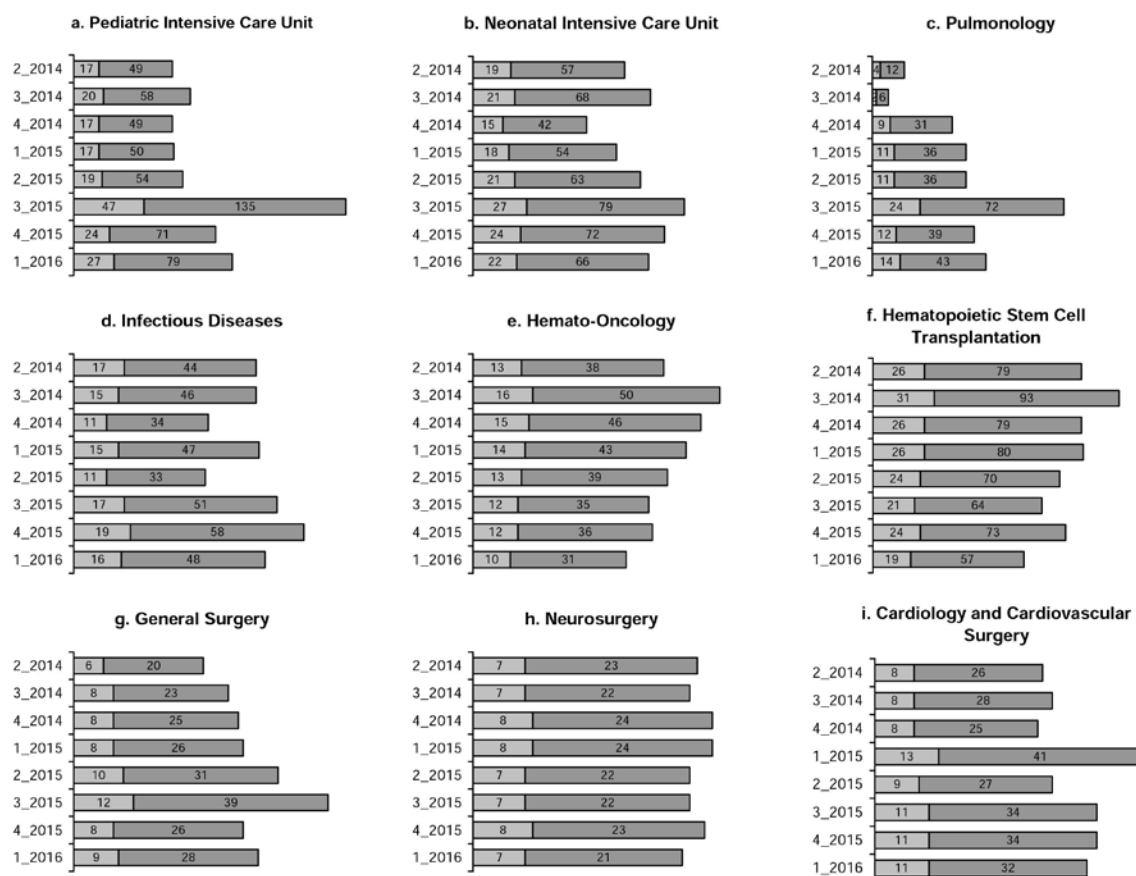 a. Pediatric Intensive Care Unit
2_2014 17 49
3_2014 20 58
4_2014 17 49
1_2015 17 50
2_2015 19 54
3_2015 47 135
4_2015 24 71
1_2016 27 79
b. Neonatal Intensive Care Unit
2_2014 19 57
3_2014 21 68
4_2014 15 42
1_2015 18 54
2_2015 21 63
3_2015 27 79
4_2015 24 72
1_2016 22 66
c. Pulmonology
2_2014 4 12
3_2014 6
4_2014 9 31
1_2015 11 36
2_2015 11 36
3_2015 24 72
4_2015 12 39
1_2016 14 43
d. Infectious Diseases
2_2014 17 44
3_2014 15 46
4_2014 11 34
1_2015 15 47
2_2015 11 33
3_2015 17 51
4_2015 19 58
1_2016 16 48
e. Hemato-Oncology
2_2014 13 38
3_2014 16 50
4_2014 15 46
1_2015 14 43
2_2015 13 39
3_2015 12 35
4_2015 12 36
1_2016 10 31
f. Hematopoietic Stem Cell
Transplantation
2_2014 26 79
3_2014 31 93
4_2014 26 79
1_2015 26 80
2_2015 24 70
3_2015 21 64
4_2015 24 73
1_2016 19 57
g. General Surgery
2_2014 6 20
3_2014 8 23
4_2014 8 25
1_2015 8 26
2_2015 10 31
3_2015 12 39
4_2015 8 26
1_2016 9 28
h. Neurosurgery
2_2014 7 23
3_2014 7 22
4_2014 8 24
1_2015 8 24
2_2015 7 22
3_2015 7 22
4_2015 8 23
1_2016 7 21
i. Cardiology and Cardiovascular
Surgery
2_2014 8 26
3_2014 8 28
4_2014 8 25
1_2015 13 41
2_2015 9 27
3_2015 11 34
4_2015 11 34
1_2016 11 32